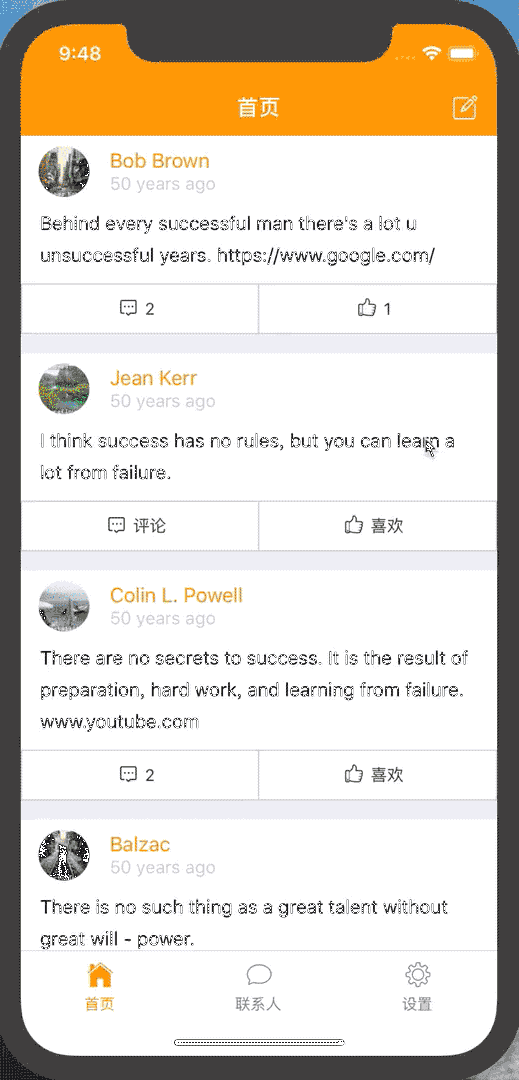 9:48
首页
Bob Brown
50 years ago
Behind every successful man there's a lot u
unsuccessful years. https://www.google.com/
2
1
Jean Kerr
50 years ago
I think success has no rules, but you can learn a
lot from failure.
评论
喜欢
Colin L. Powell
50 years ago
There are no secrets to success. It is the result of
preparation, hard work, and learning from failure.
www.youtube.com
2
喜欢
Balzac
50 years ago
There is no such thing as a great talent without
great will - power.
首页
联系人
设置